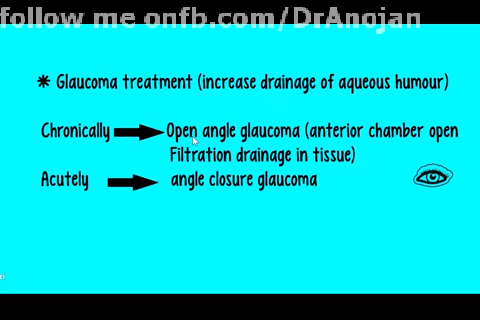 follow me onfb.com/DrAnojan
* Glaucoma treatment (increase drainage of aqueous humour)
Chronically Open angle glaucoma (anterior chamber open
Filtration drainage in tissue)
Acutely angle closure glaucoma